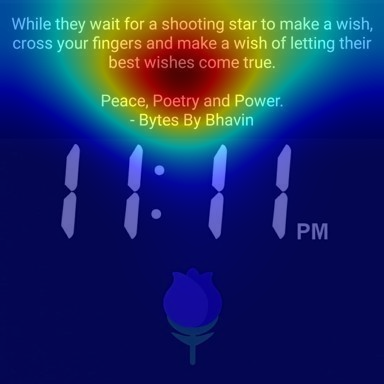 While they wait for a shooting star to make a wish,
cross your fingers and make a wish of letting their
best wishes come true.
Peace, Poetry and Power.
- Bytes By Bhavin
11:11 PM